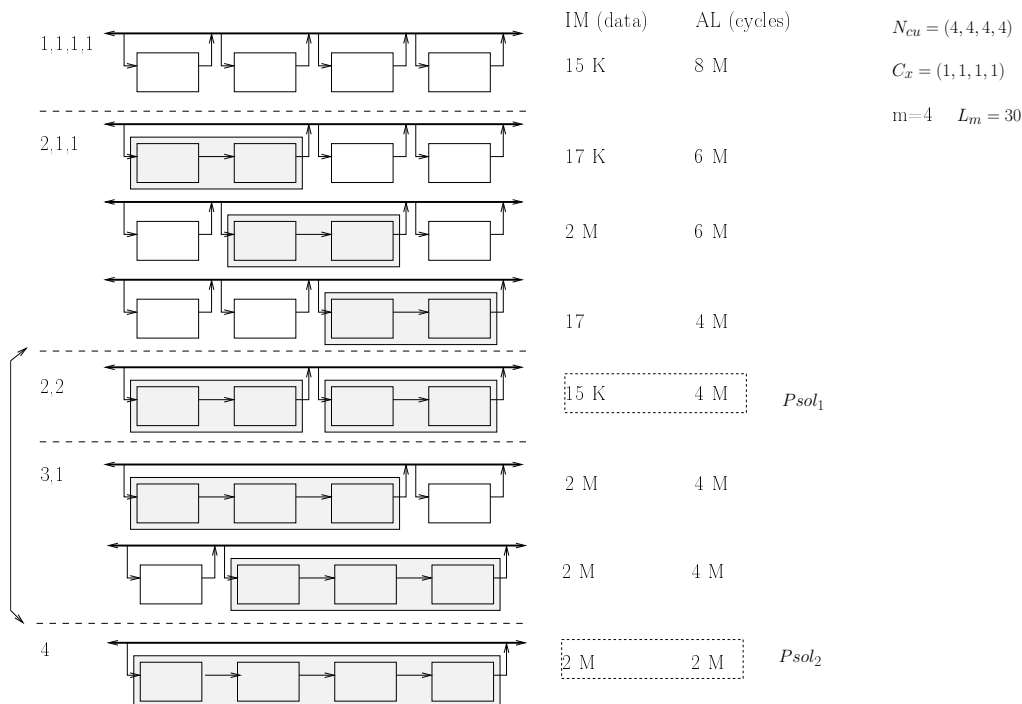 IM (data) AL (cycles)
N_cu = (4, 4, 4, 4)
1,1,1,1 15 K 8 M
C_x = (1, 1, 1, 1)
m=4 L_m = 30
2,1,1 17 K 6 M
2 M 6 M
17 4 M
2,2 15 K 4 M Psol_1
3,1 2 M 4 M
2 M 4 M
4 2 M 2 M Psol_2